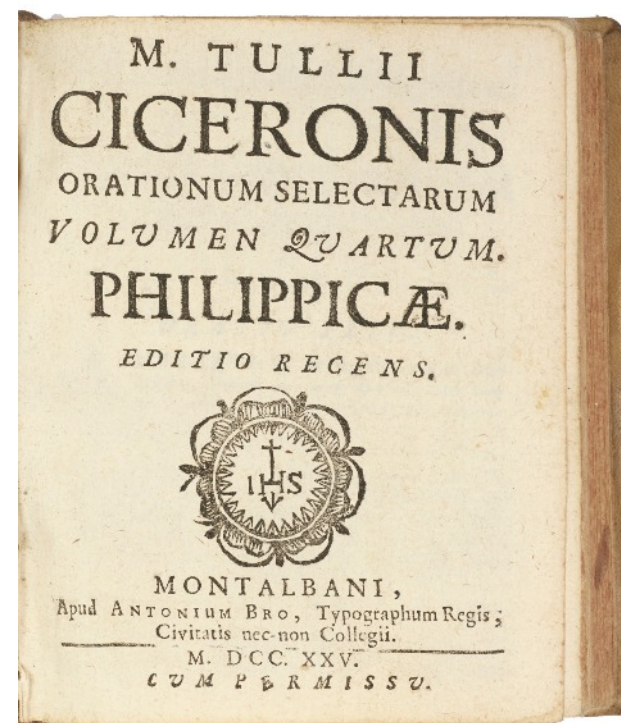 M. TULLII
CICERONIS
ORATIONUM SELECTARUM
VOLUMEN QUARTUM.
PHILIPPICÆ.
EDITIO RECENS.
IHS
MONTALBANI,
Apud ANTONIUM BRO, Typographum Regis;
Civitatis nec-non Collegii.
M. DCC. XXV.
CUM PERMISSU.